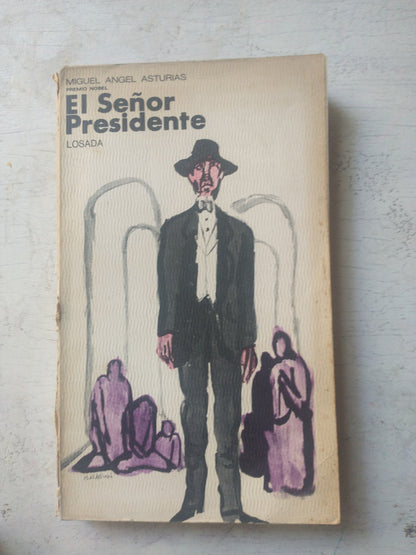 MIGUEL ANGEL ASTURIAS
PREMIO NOBEL
El Señor
Presidente
LOSADA